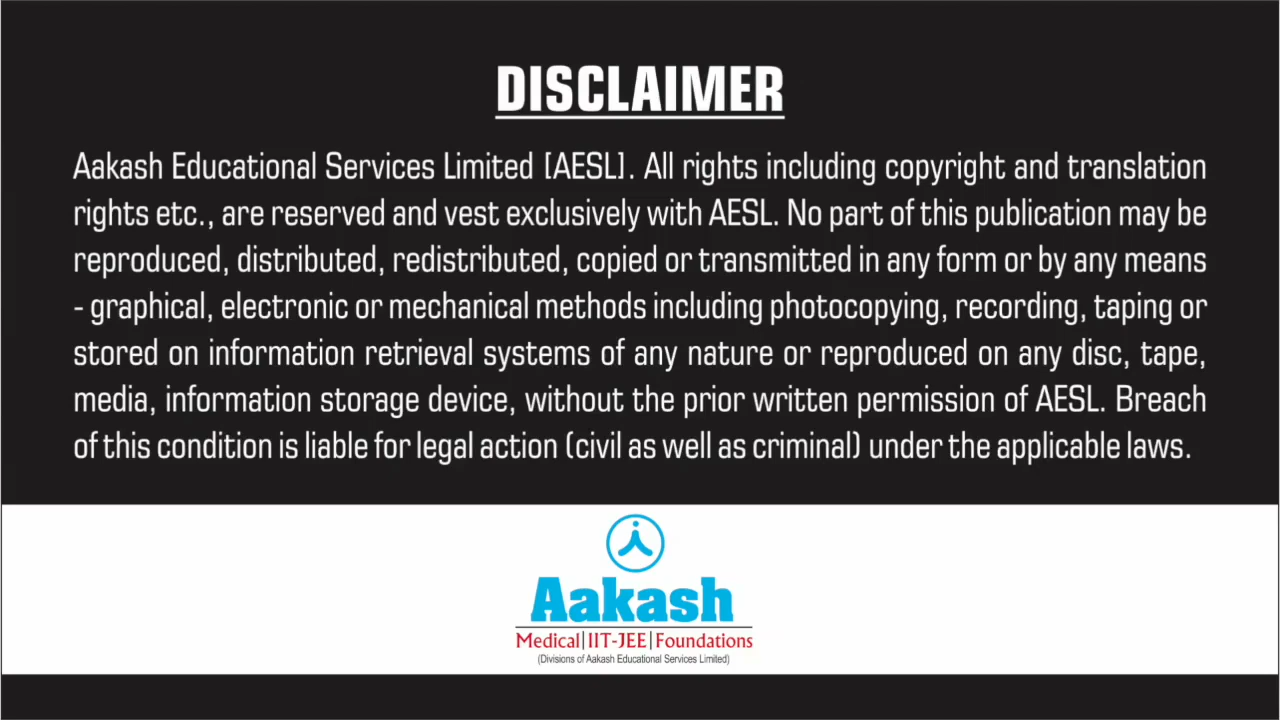 DISCLAIMER
Aakash Educational Services Limited [AESL]. All rights including copyright and translation
rights etc., are reserved and vest exclusively with AESL. No part of this publication may be
reproduced, distributed, redistributed, copied or transmitted in any form or by any means
- graphical, electronic or mechanical methods including photocopying, recording, taping or
stored on information retrieval systems of any nature or reproduced on any disc, tape,
media, information storage device, without the prior written permission of AESL. Breach
of this condition is liable for legal action (civil as well as criminal) under the applicable laws.
Aakash
Medical|IIT-JEE|Foundations
(Divisions of Aakash Educational Services Limited)